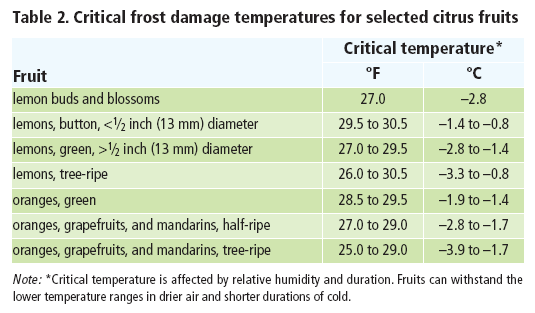 Table 2. Critical frost damage temperatures for selected citrus fruits
Critical temperature*
Fruit °F °C
lemon buds and blossoms 27.0 –2.8
lemons, button, <1/2 inch (13 mm) diameter 29.5 to 30.5 –1.4 to –0.8
lemons, green, >1/2 inch (13 mm) diameter 27.0 to 29.5 –2.8 to –1.4
lemons, tree-ripe 26.0 to 30.5 –3.3 to –0.8
oranges, green 28.5 to 29.5 –1.9 to –1.4
oranges, grapefruits, and mandarins, half-ripe 27.0 to 29.0 –2.8 to –1.7
oranges, grapefruits, and mandarins, tree-ripe 25.0 to 29.0 –3.9 to –1.7
Note: *Critical temperature is affected by relative humidity and duration. Fruits can withstand the
lower temperature ranges in drier air and shorter durations of cold.